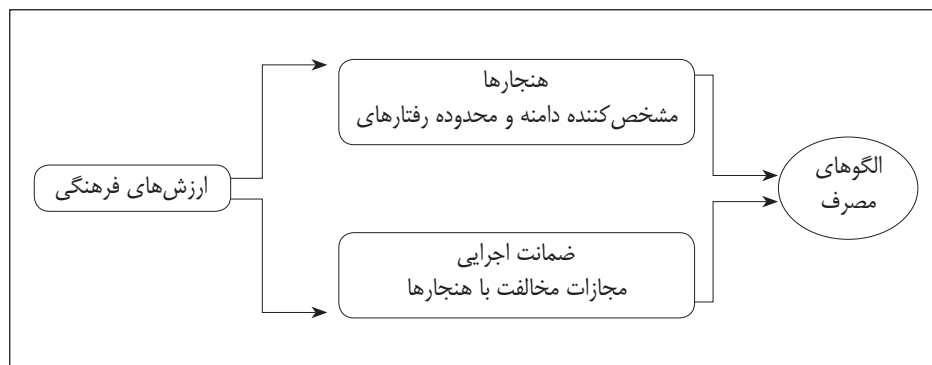 هنجارها
مشخص‌کننده دامنه و محدوده رفتارهای
ارزش‌های فرهنگی
الگوهای
مصرف
ضمانت اجرایی
مجازات مخالفت با هنجارها